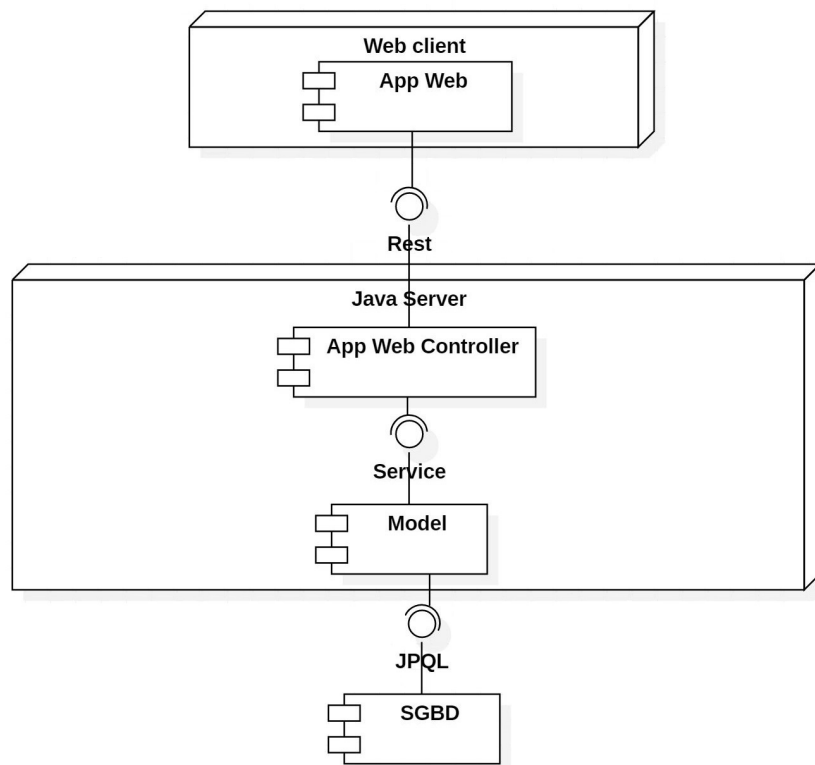 Web client
App Web
Rest
Java Server
App Web Controller
Service
Model
JPQL
SGBD